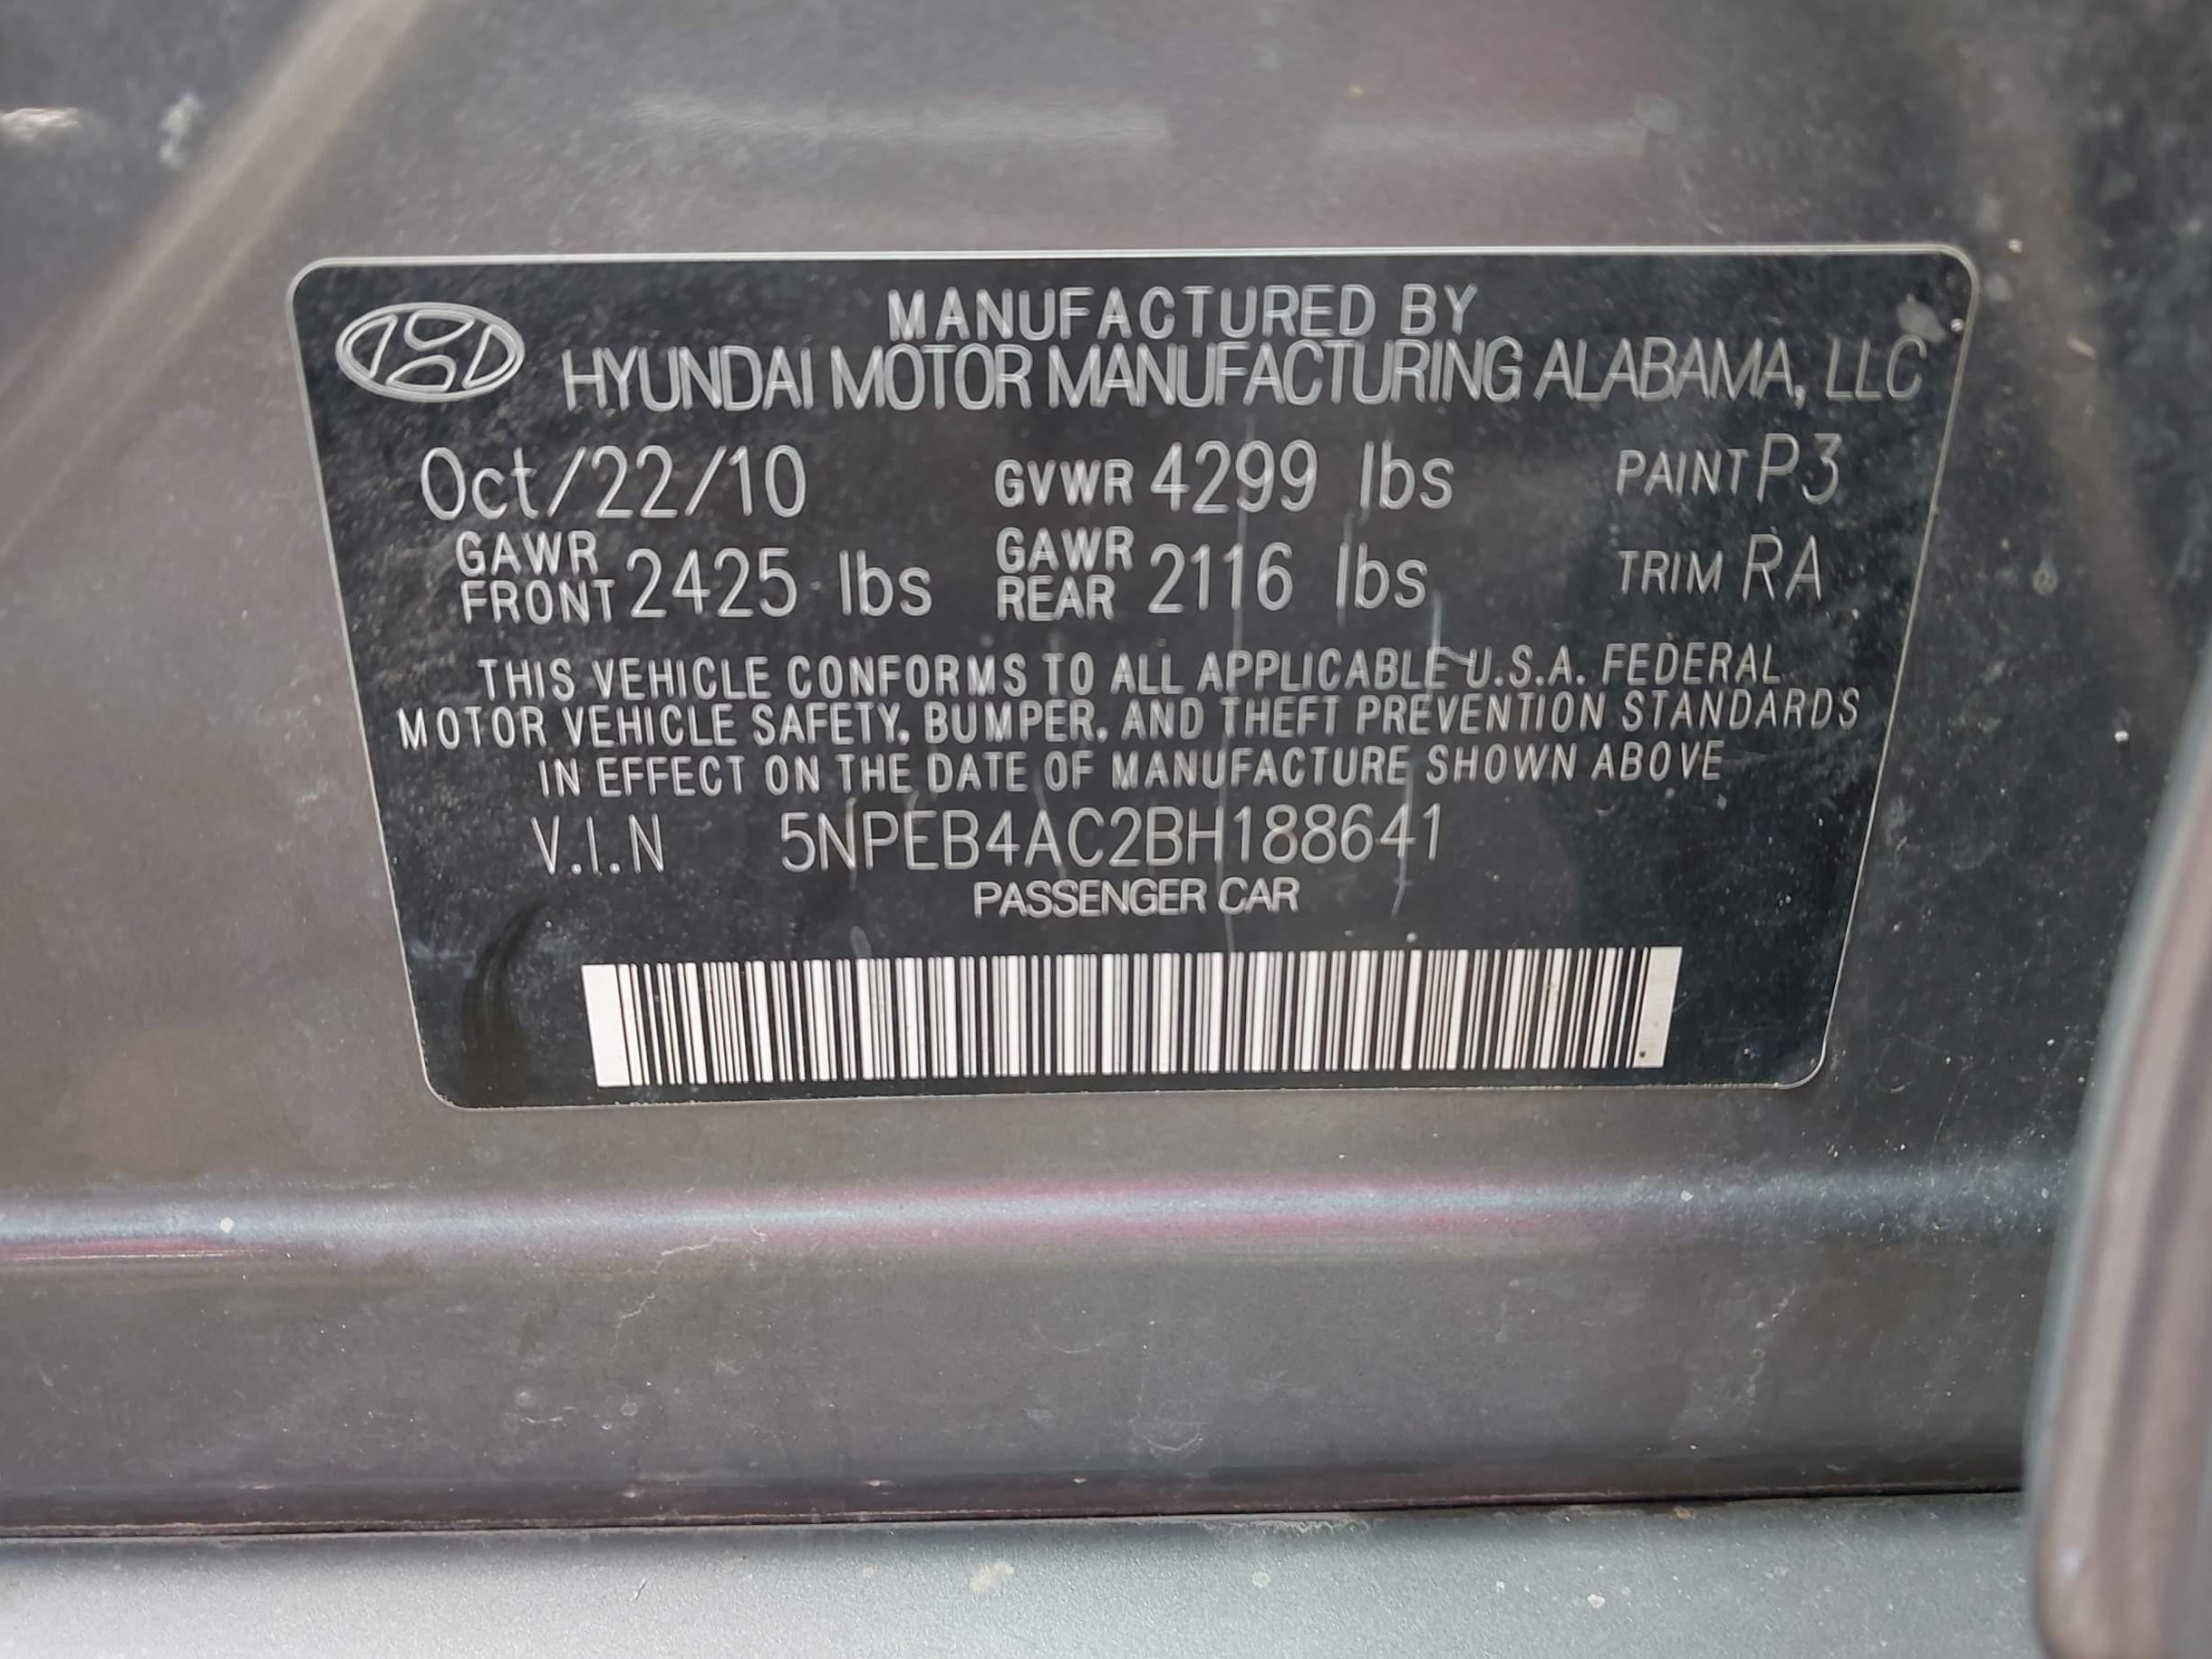 MANUFACTURED BY
HYUNDAI MOTOR MANUFACTURING ALABAMA, LLC
Oct/22/10 GVWR 4299 lbs PAINT P3
GAWR FRONT 2425 lbs GAWR REAR 2116 lbs TRIM RA
THIS VEHICLE CONFORMS TO ALL APPLICABLE U.S.A. FEDERAL
MOTOR VEHICLE SAFETY, BUMPER, AND THEFT PREVENTION STANDARDS
IN EFFECT ON THE DATE OF MANUFACTURE SHOWN ABOVE
V.I.N 5NPEB4AC2BH188641
PASSENGER CAR